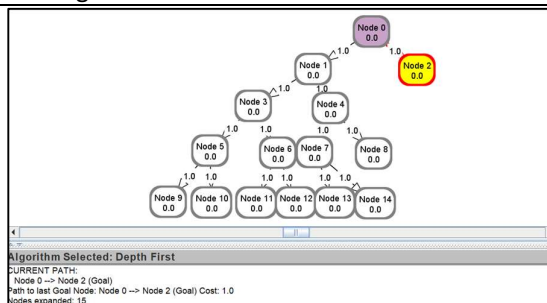 Node 0
0.0
1.0 1.0
Node 1
0.0
Node 2
0.0
1.0 1.0
Node 3
0.0
Node 4
0.0
1.0 1.0 1.0 1.0
Node 5
0.0
Node 6
0.0
Node 7
0.0
Node 8
0.0
1.0 1.0 1.0 1.0 1.0 1.0
Node 9
0.0
Node 10
0.0
Node 11
0.0
Node 12
0.0
Node 13
0.0
Node 14
0.0
Algorithm Selected: Depth First
CURRENT PATH:
Node 0 --> Node 2 (Goal)
Path to last Goal Node: Node 0 --> Node 2 (Goal) Cost: 1.0
Nodes expanded: 15